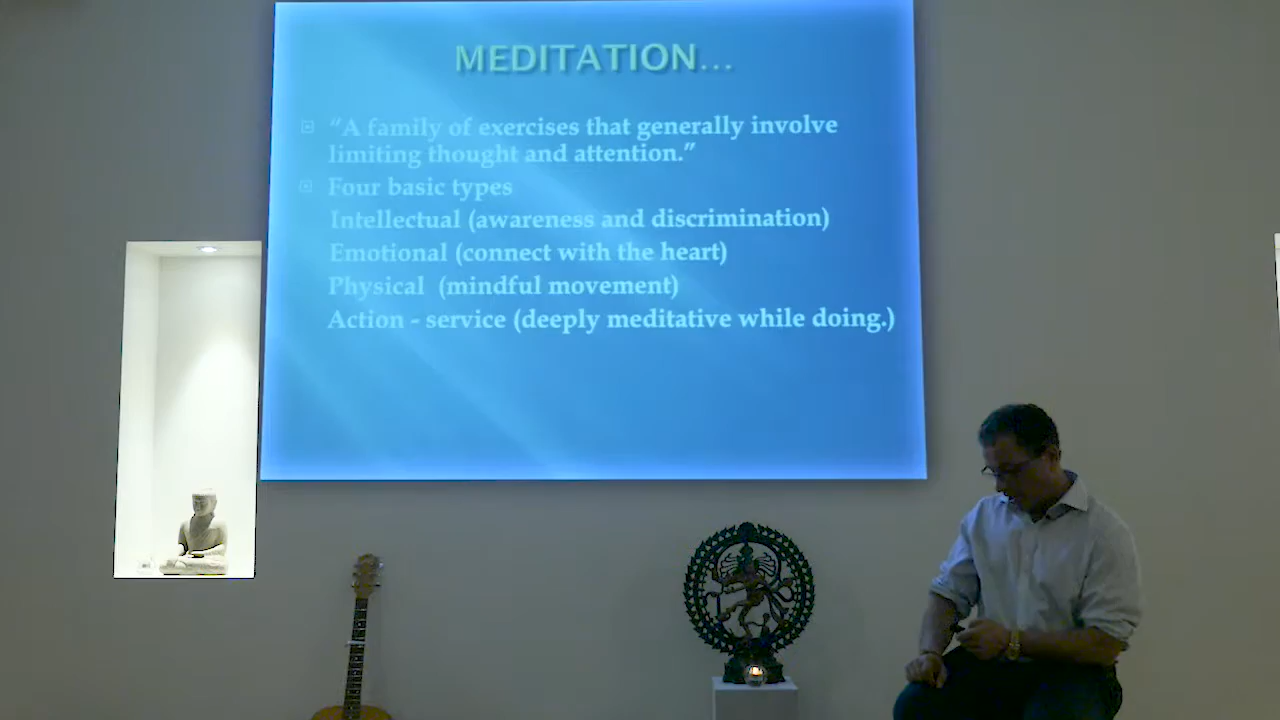 MEDITATION...
“A family of exercises that generally involve
limiting thought and attention.”
Four basic types
Intellectual (awareness and discrimination)
Emotional (connect with the heart)
Physical (mindful movement)
Action - service (deeply meditative while doing.)